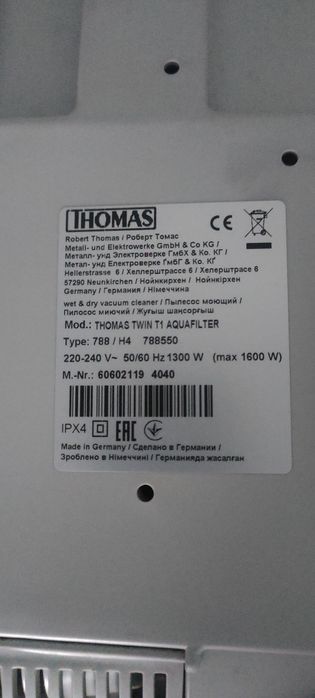 THOMAS
CE
Robert Thomas / Роберт Томас
Metall- und Elektrowerke GmbH & Co KG /
Металл- унд Электроверке ГмбХ & Ко. КГ /
Метал- унд Електроверке ГмбГ & Ко. КГ
Hellerstrasse 6 / Хеллерштрассе 6 / Хелерштрасе 6
57290 Neunkirchen / Нойнкирхен / Нойнкірхен
Germany / Германия / Німеччина
wet & dry vacuum cleaner / Пылесос моющий /
Пилосос миючий / Жуғыш шаңсорғыш
Mod.: THOMAS TWIN T1 AQUAFILTER
Type: 788 / H4 788550
220-240 V~ 50/60 Hz 1300 W (max 1600 W)
M.-Nr.: 60602119 4040
IPX4 EAC
Made in Germany / Сделано в Германии /
Зроблено в Німеччині / Германияда жасалған